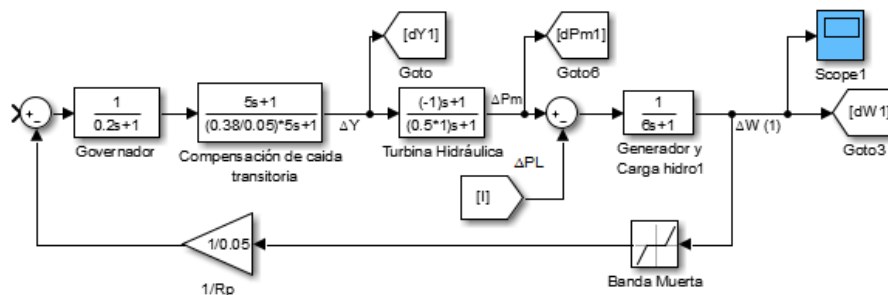 [dY1]
Goto
[dPm1]
Goto6
Scope1
+
−
1
0.2s+1
Governador
5s+1
(0.38/0.05)*5s+1
Compensación de caida
transitoria
ΔY
(-1)s+1
(0.5*1)s+1
Turbina Hidráulica
ΔPm
+
−
1
6s+1
Generador y
Carga hidro1
ΔW (1)
[dW1]
Goto3
ΔPL
[I]
1/0.05
1/Rp
Banda Muerta